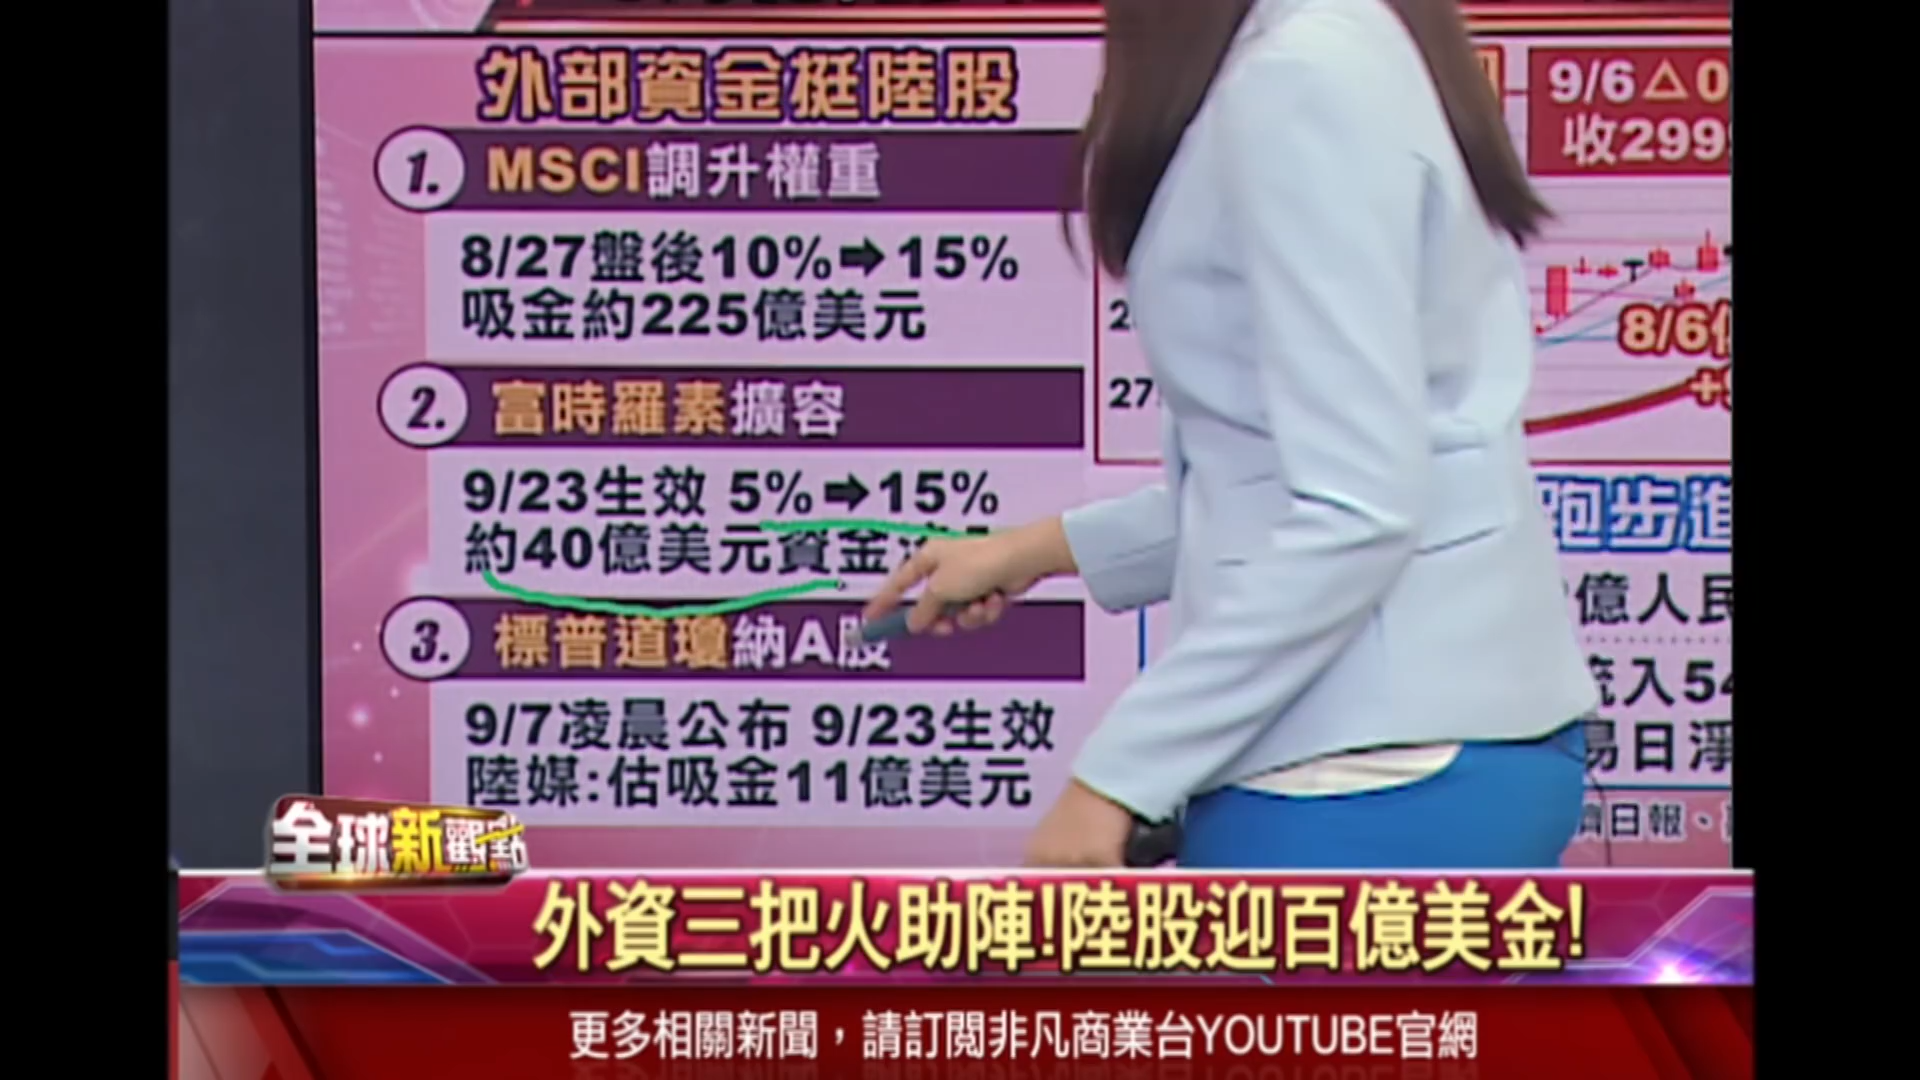 外部資金挺陸股
1. MSCI調升權重
8/27盤後10%➡15%
吸金約225億美元
2. 富時羅素擴容
9/23生效 5%➡15%
約40億美元資金
3. 標普道瓊納A股
9/7凌晨公布 9/23生效
陸媒:估吸金11億美元
9/6△0
收299
27
8/6
跑步進
億人民
流入54
易日淨
濟日報、
全球新觀點
外資三把火助陣!陸股迎百億美金!
更多相關新聞，請訂閱非凡商業台YOUTUBE官網